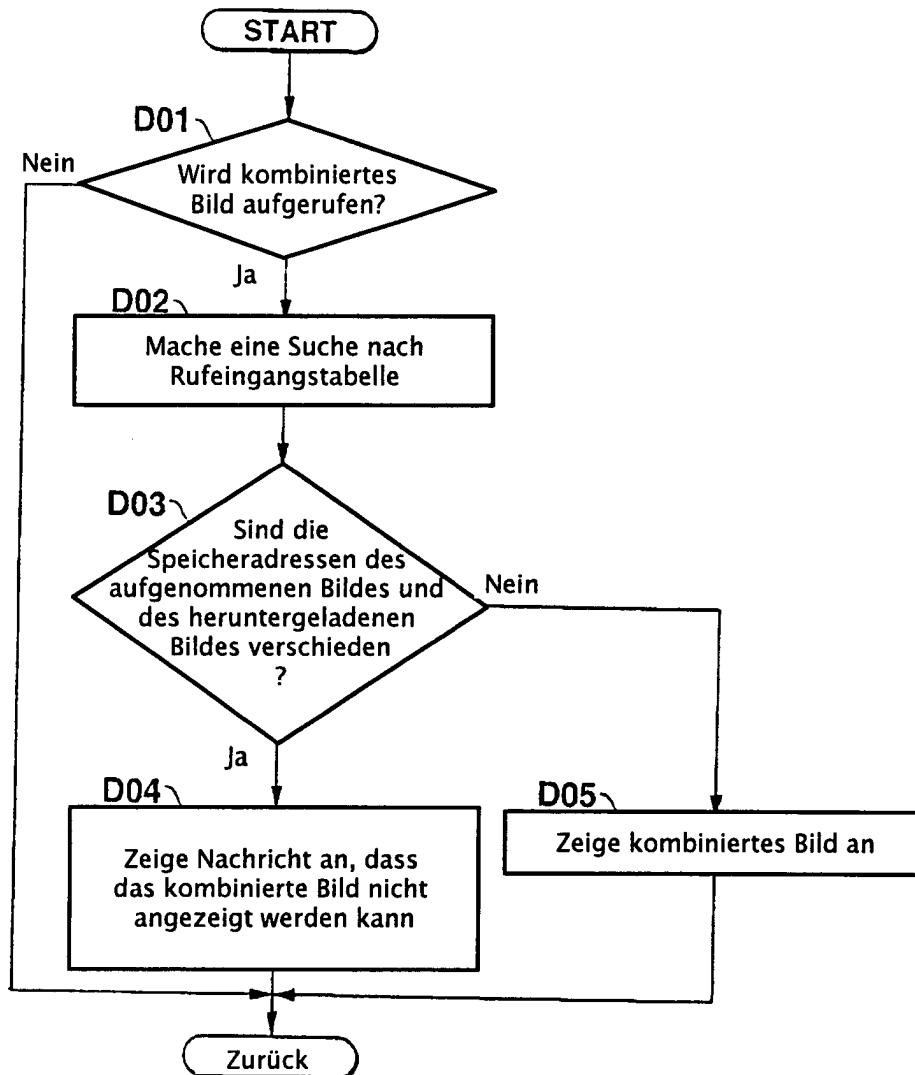 START
D01
Nein
Wird kombiniertes
Bild aufgerufen?
Ja
D02
Mache eine Suche nach
Rufeingangstabelle
D03
Sind die
Speicheradressen des
aufgenommenen Bildes und
des heruntergeladenen
Bildes verschieden
?
Nein
Ja
D04
Zeige Nachricht an, dass
das kombinierte Bild nicht
angezeigt werden kann
D05
Zeige kombiniertes Bild an
Zurück